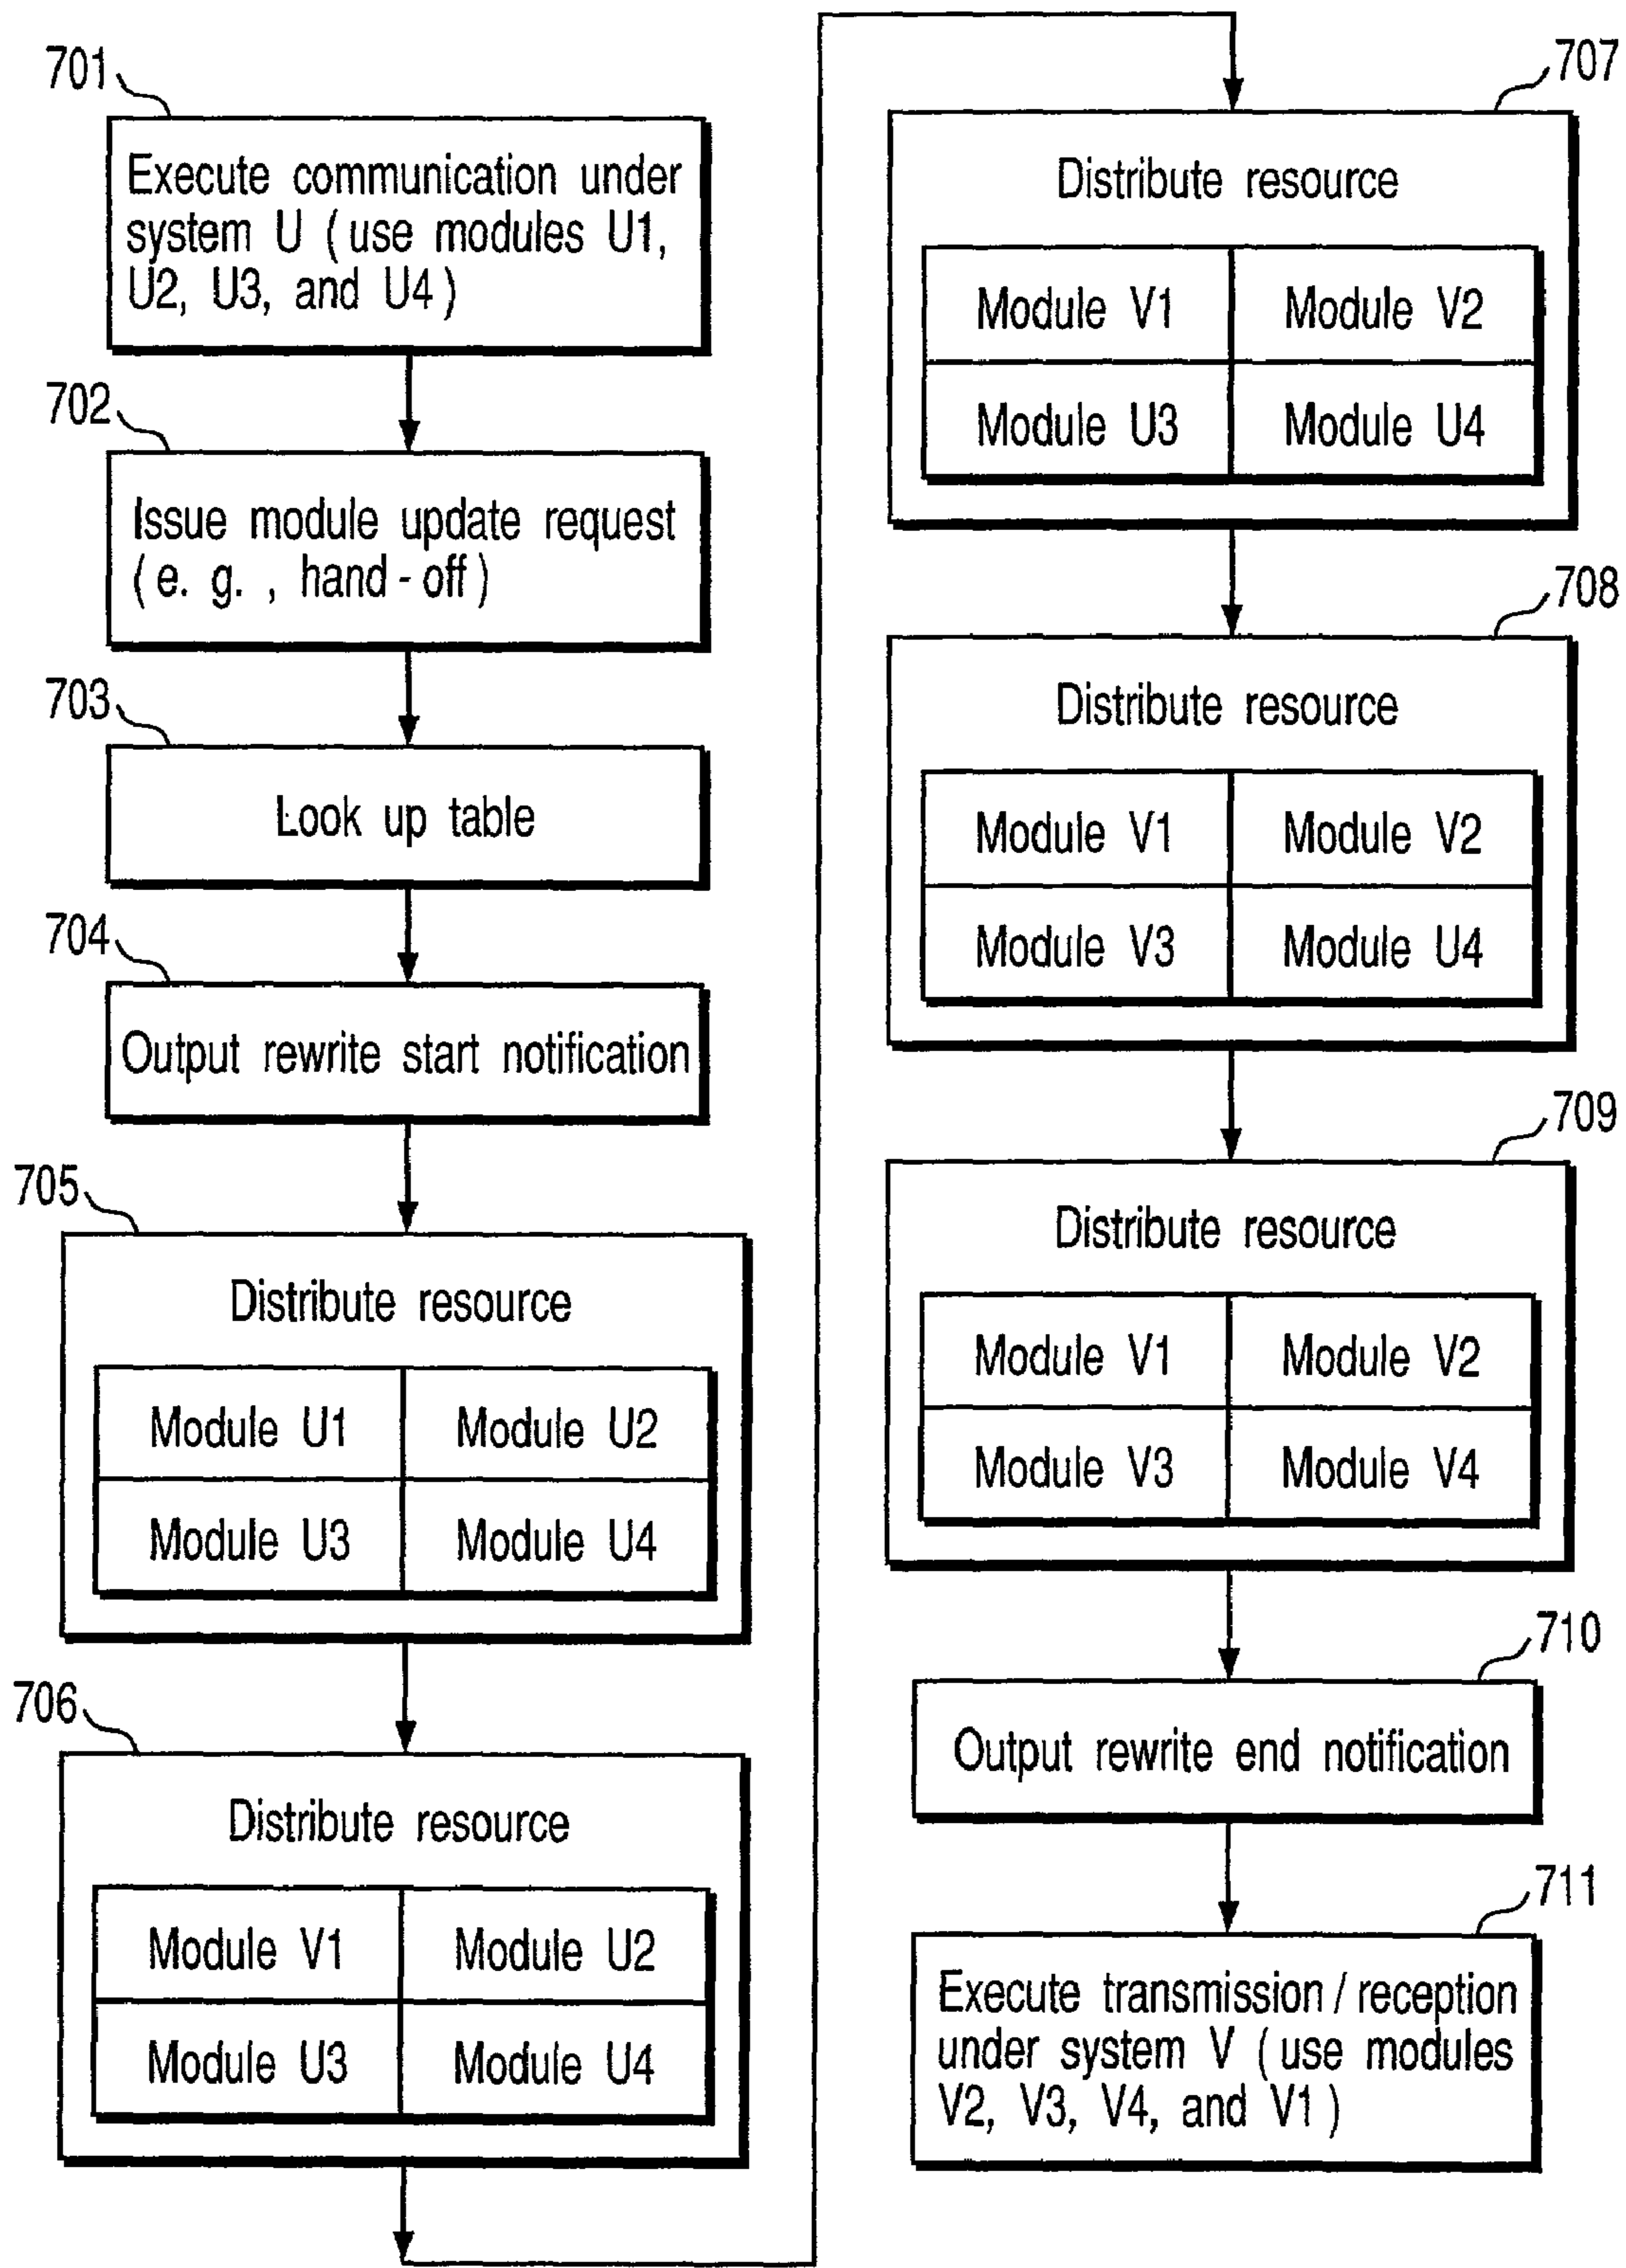 701
Execute communication under
system U (use modules U1,
U2, U3, and U4)
702
Issue module update request
(e. g. , hand-off)
703
Look up table
704
Output rewrite start notification
705
Distribute resource
Module U1 Module U2
Module U3 Module U4
706
Distribute resource
Module V1 Module U2
Module U3 Module U4
707
Distribute resource
Module V1 Module V2
Module U3 Module U4
708
Distribute resource
Module V1 Module V2
Module V3 Module U4
709
Distribute resource
Module V1 Module V2
Module V3 Module V4
710
Output rewrite end notification
711
Execute transmission / reception
under system V (use modules
V2, V3, V4, and V1)